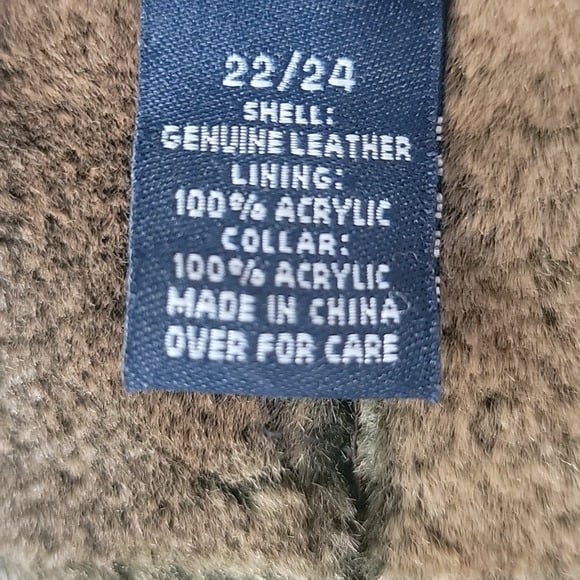 22/24
SHELL:
GENUINE LEATHER
LINING:
100% ACRYLIC
COLLAR:
100% ACRYLIC
MADE IN CHINA
OVER FOR CARE